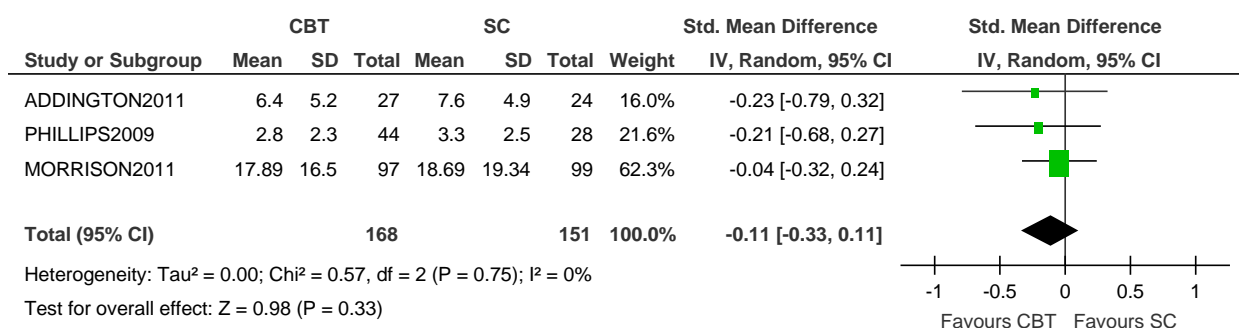 CBT SC Std. Mean Difference Std. Mean Difference
Study or Subgroup Mean SD Total Mean SD Total Weight IV, Random, 95% CI IV, Random, 95% CI
ADDINGTON2011 6.4 5.2 27 7.6 4.9 24 16.0% -0.23 [-0.79, 0.32]
PHILLIPS2009 2.8 2.3 44 3.3 2.5 28 21.6% -0.21 [-0.68, 0.27]
MORRISON2011 17.89 16.5 97 18.69 19.34 99 62.3% -0.04 [-0.32, 0.24]
Total (95% CI) 168 151 100.0% -0.11 [-0.33, 0.11]
Heterogeneity: Tau² = 0.00; Chi² = 0.57, df = 2 (P = 0.75); I² = 0%
Test for overall effect: Z = 0.98 (P = 0.33)
-1 -0.5 0 0.5 1
Favours CBT Favours SC